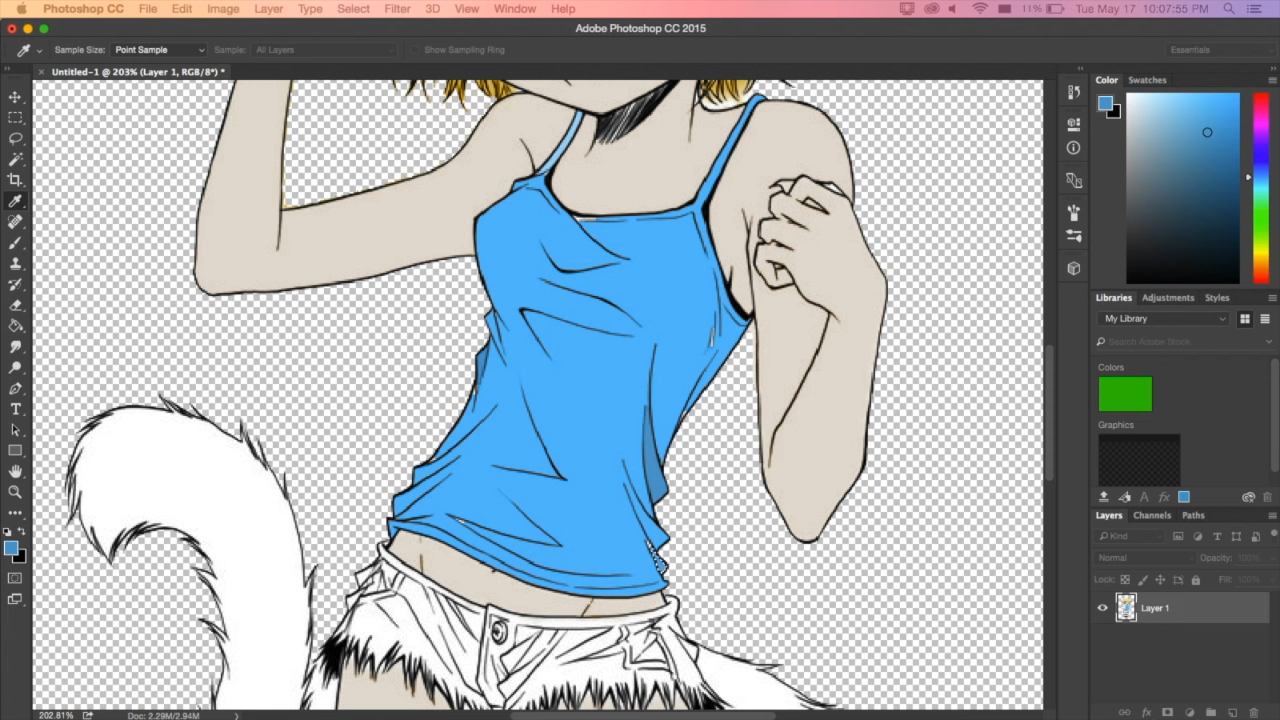 Photoshop CC File Edit Image Layer Type Select Filter 3D View Window Help 11% Tue May 17 10:07:55 PM
Adobe Photoshop CC 2015
Sample Size: Point Sample Sample: All Layers Show Sampling Ring Essentials
Untitled-1 @ 203% (Layer 1, RGB/8*) *
Color Swatches
Libraries Adjustments Styles
My Library
Search Adobe Stock
Colors
Graphics
Layers Channels Paths
Kind
Normal Opacity: 100%
Lock: Fill: 100%
Layer 1
202.81% Doc: 2.29M/2.94M